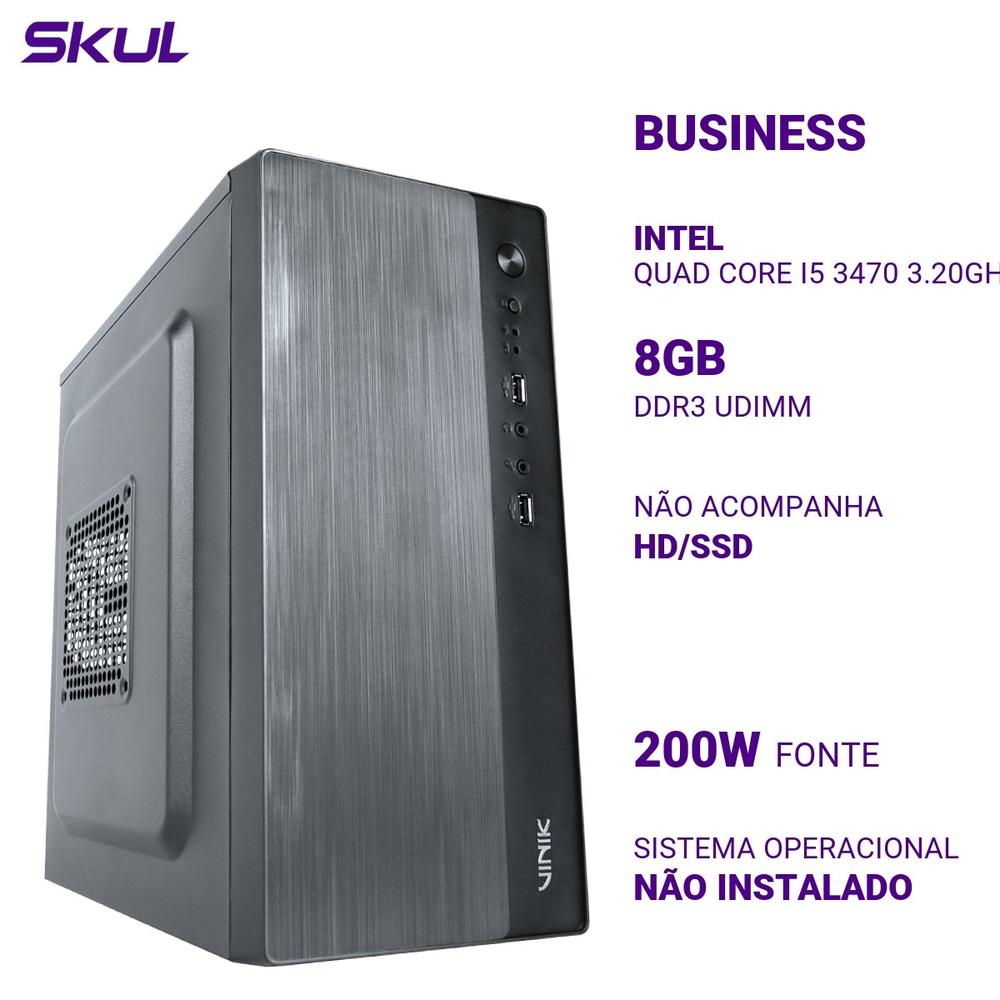 SKUL
BUSINESS
INTEL
QUAD CORE I5 3470 3.20GH
8GB
DDR3 UDIMM
NÃO ACOMPANHA
HD/SSD
200W FONTE
SISTEMA OPERACIONAL
NÃO INSTALADO
VINIK